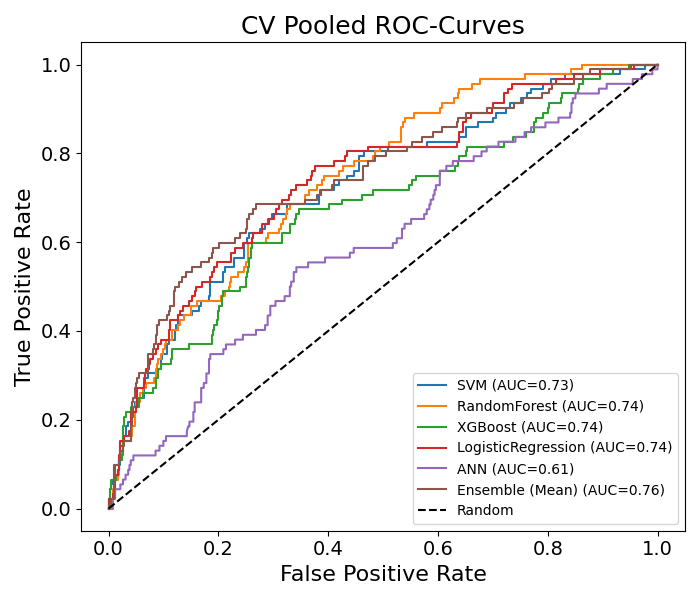 CV Pooled ROC-Curves
1.0
0.8
0.6
0.4
0.2
0.0
True Positive Rate
SVM (AUC=0.73)
RandomForest (AUC=0.74)
XGBoost (AUC=0.74)
LogisticRegression (AUC=0.74)
ANN (AUC=0.61)
Ensemble (Mean) (AUC=0.76)
Random
0.0 0.2 0.4 0.6 0.8 1.0
False Positive Rate